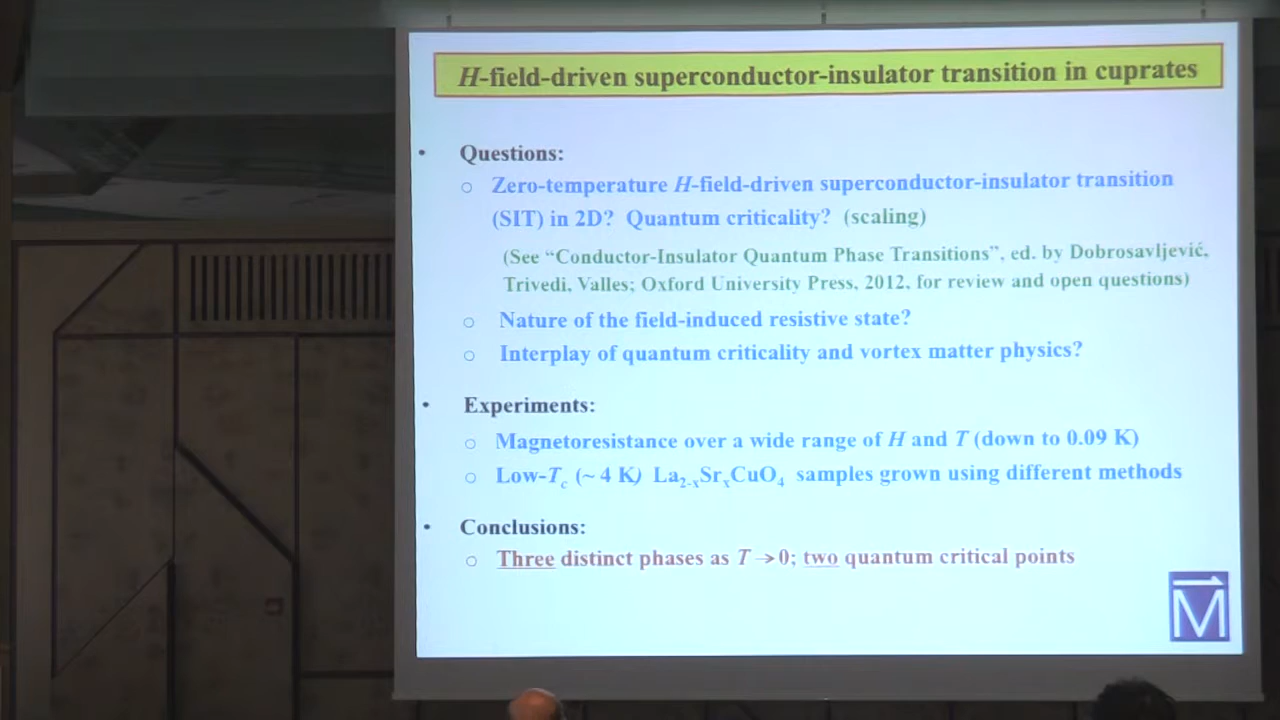 H-field-driven superconductor-insulator transition in cuprates
• Questions:
○ Zero-temperature H-field-driven superconductor-insulator transition
(SIT) in 2D? Quantum criticality? (scaling)
(See “Conductor-Insulator Quantum Phase Transitions”, ed. by Dobrosavljević,
Trivedi, Valles; Oxford University Press, 2012, for review and open questions)
○ Nature of the field-induced resistive state?
○ Interplay of quantum criticality and vortex matter physics?
• Experiments:
○ Magnetoresistance over a wide range of H and T (down to 0.09 K)
○ Low-Tc (~ 4 K) La2-xSrxCuO4 samples grown using different methods
• Conclusions:
○ Three distinct phases as T → 0; two quantum critical points
M